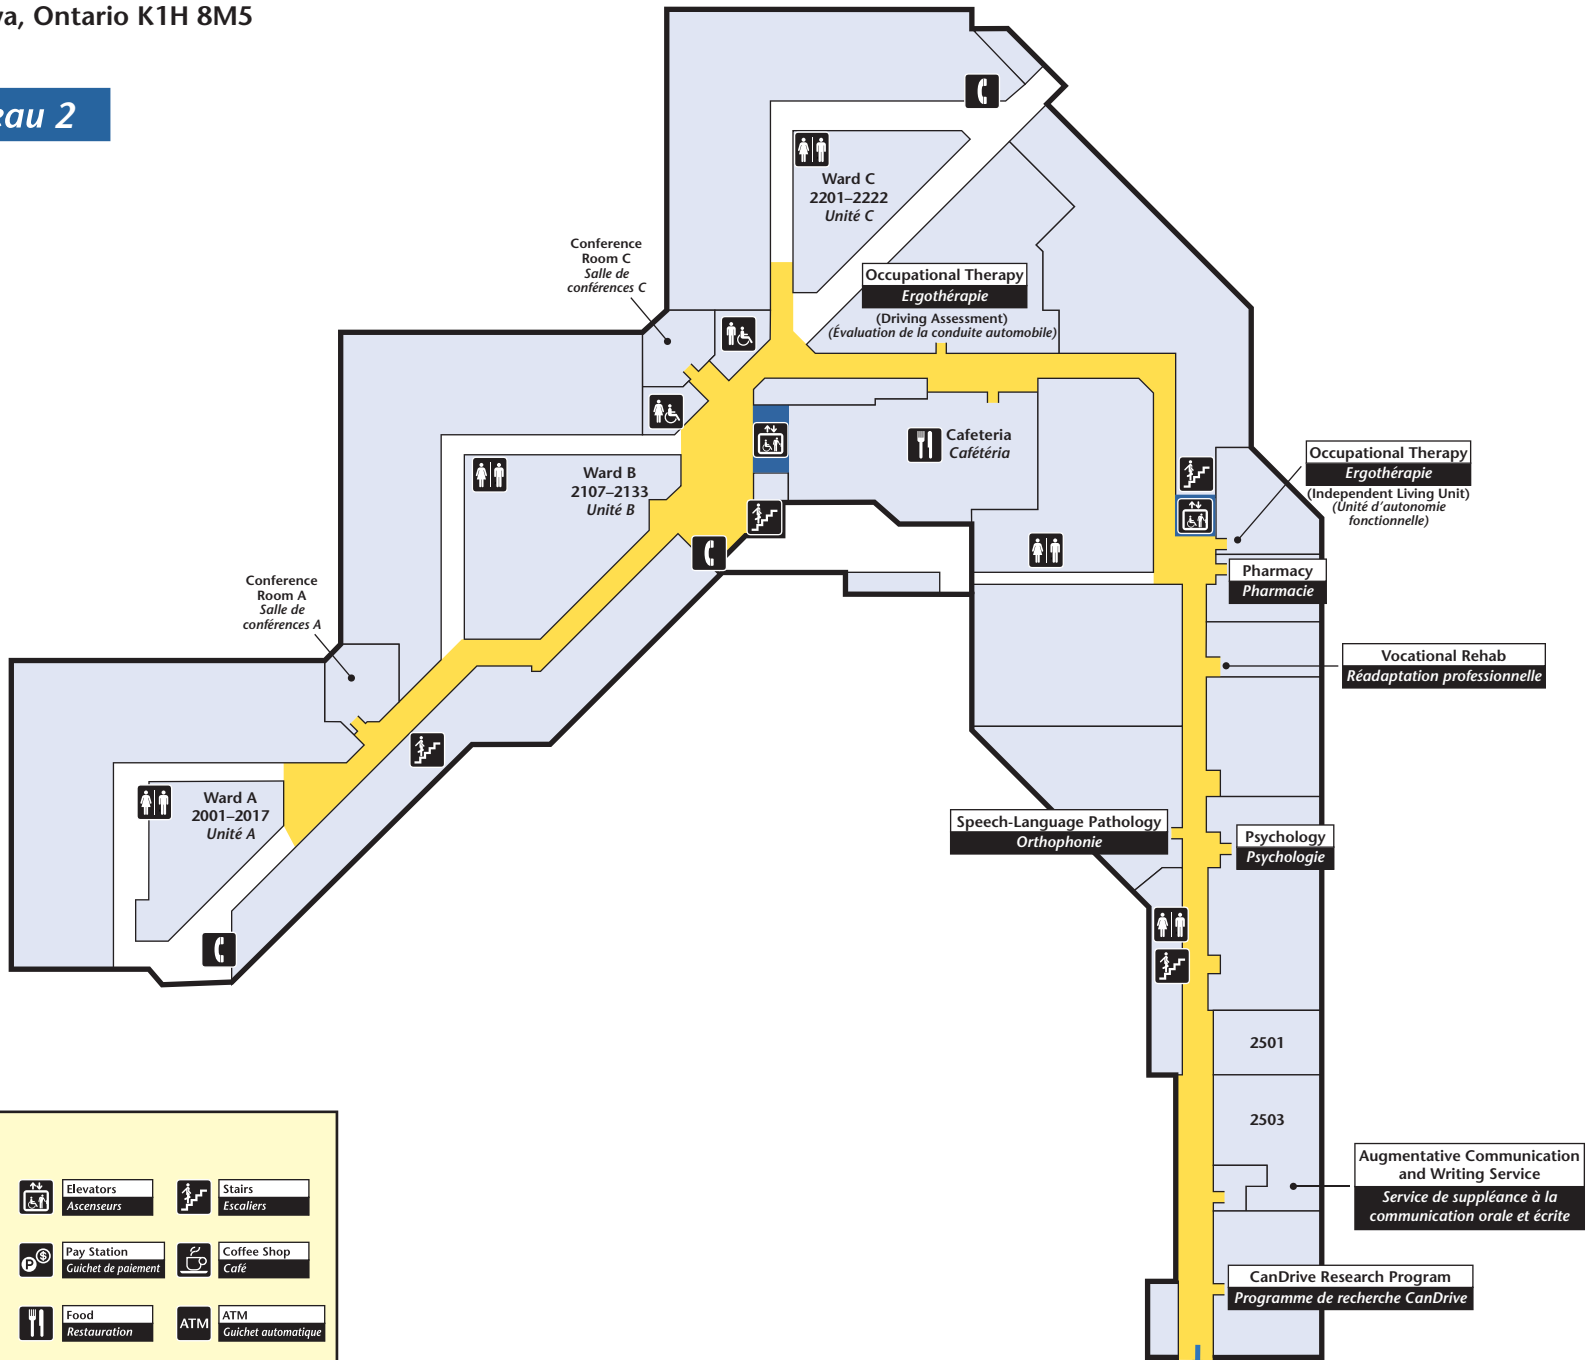 va, Ontario K1H 8M5
eau 2
Ward C
2201–2222
Unité C
Conference
Room C
Salle de
conférences C
Occupational Therapy
Ergothérapie
(Driving Assessment)
(Évaluation de la conduite automobile)
Cafeteria
Cafétéria
Occupational Therapy
Ergothérapie
(Independent Living Unit)
(Unité d'autonomie
fonctionnelle)
Ward B
2107–2133
Unité B
Pharmacy
Pharmacie
Conference
Room A
Salle de
conférences A
Vocational Rehab
Réadaptation professionnelle
Ward A
2001–2017
Unité A
Speech-Language Pathology
Orthophonie
Psychology
Psychologie
2501
2503
Augmentative Communication
and Writing Service
Service de suppléance à la
communication orale et écrite
CanDrive Research Program
Programme de recherche CanDrive
Elevators
Ascenseurs
Stairs
Escaliers
P $
Pay Station
Guichet de paiement
Coffee Shop
Café
Food
Restauration
ATM
ATM
Guichet automatique